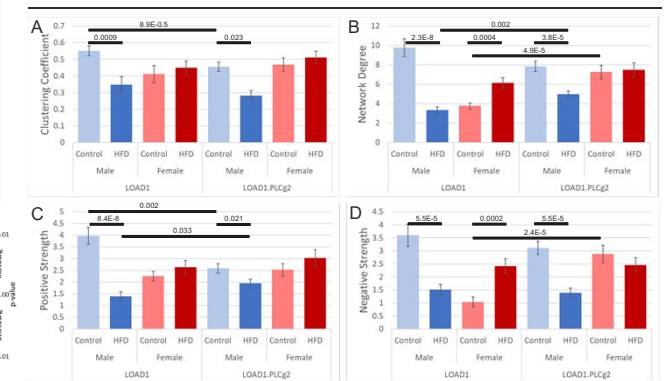 A
8.9E-0.5
0.0009
0.023
Clustering Coefficient
0.7
0.6
0.5
0.4
0.3
0.2
0.1
0
Control HFD Control HFD Control HFD Control HFD
Male Female Male Female
LOAD1 LOAD1.PLCg2
B
0.002
2.3E-8 0.0004 3.8E-5
4.9E-5
Network Degree
12
10
8
6
4
2
0
Control HFD Control HFD Control HFD Control HFD
Male Female Male Female
LOAD1 LOAD1.PLCg2
C
0.002
8.4E-8 0.021
0.033
Positive Strength
5
4.5
4
3.5
3
2.5
2
1.5
1
0.5
0
Control HFD Control HFD Control HFD Control HFD
Male Female Male Female
LOAD1 LOAD1.PLCg2
D
5.5E-5 0.0002 5.5E-5
2.4E-5
Negative Strength
4.5
4
3.5
3
2.5
2
1.5
1
0.5
0
Control HFD Control HFD Control HFD Control HFD
Male Female Male Female
LOAD1 LOAD1.PLCg2
p-value